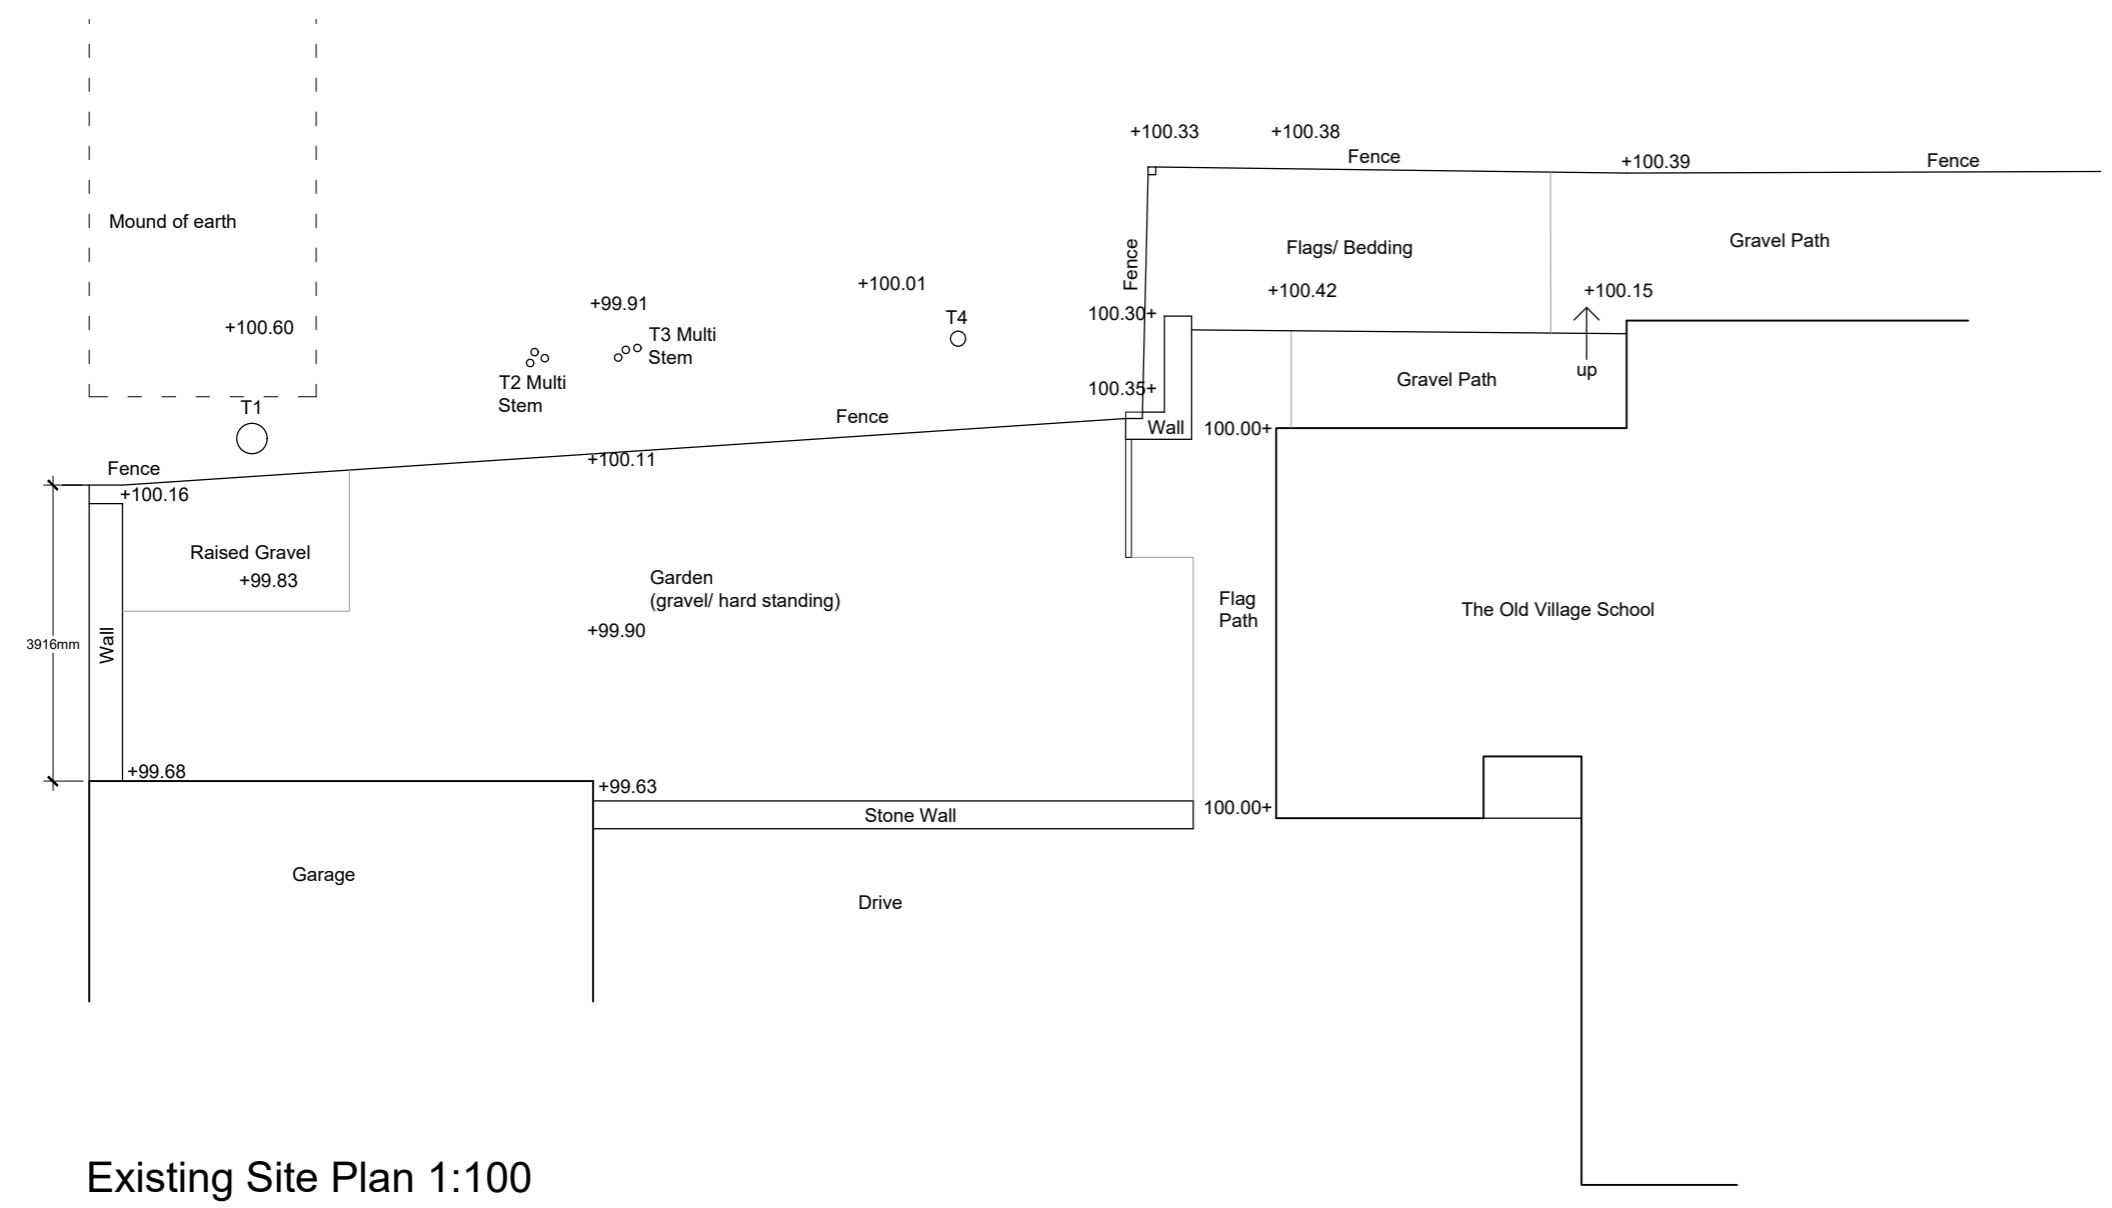 +100.33
+100.38
Fence
+100.39
Fence
Mound of earth
Flags/ Bedding
Gravel Path
Fence
+100.01
+99.91
+100.42
+100.15
100.30+
T4
+100.60
T3 Multi
Stem
up
Gravel Path
T2 Multi
Stem
100.35+
T1
Fence
Wall
100.00+
+100.11
Fence
+100.16
Raised Gravel
+99.83
Garden
(gravel/ hard standing)
+99.90
Flag
Path
The Old Village School
3916mm
Wall
+99.68
+99.63
Stone Wall
100.00+
Garage
Drive
Existing Site Plan 1:100